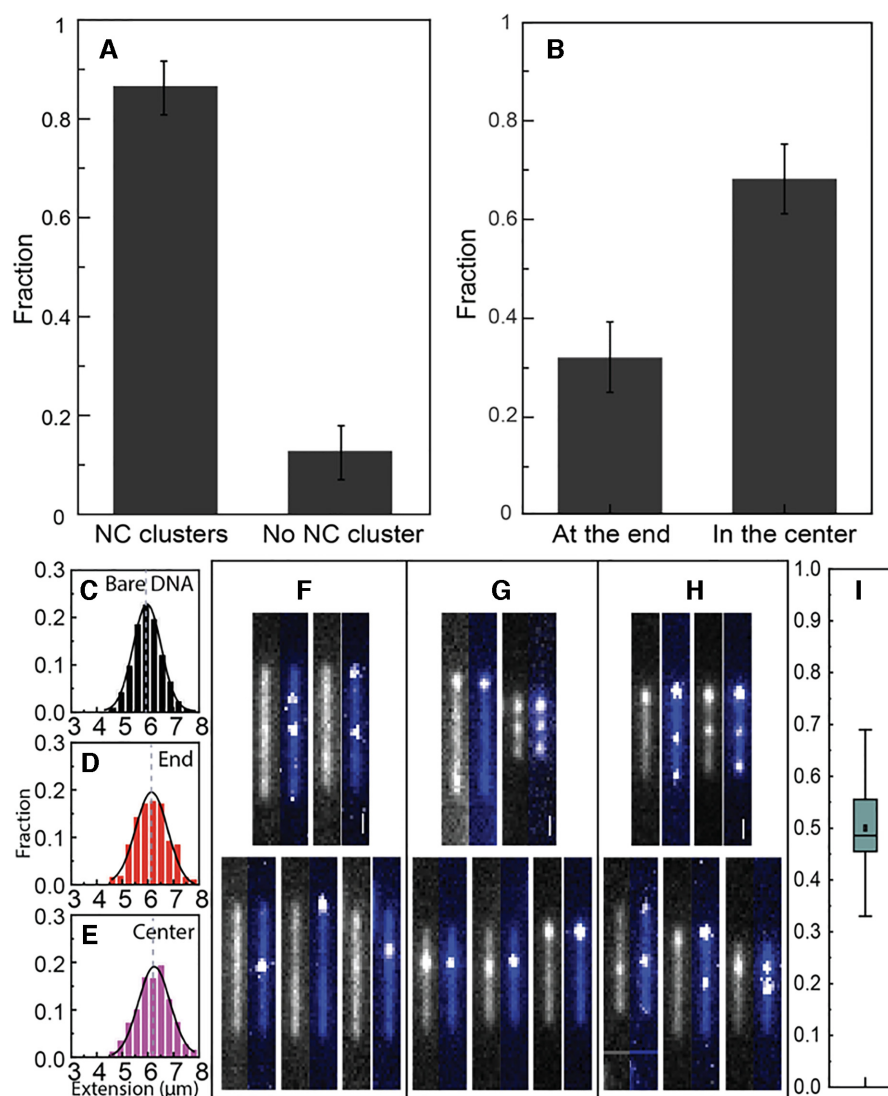 A
Fraction
1
0.8
0.6
0.4
0.2
0
NC clusters No NC cluster
B
Fraction
1
0.8
0.6
0.4
0.2
0
At the end In the center
C
Bare DNA
0.3
0.2
0.1
0.0
3 4 5 6 7 8
D
End
Fraction
0.3
0.2
0.1
0.0
3 4 5 6 7 8
E
Center
0.3
0.2
0.1
0.0
3 4 5 6 7 8
Extension (μm)
F
G
H
I
1.0
0.9
0.8
0.7
0.6
0.5
0.4
0.3
0.2
0.1
0.0